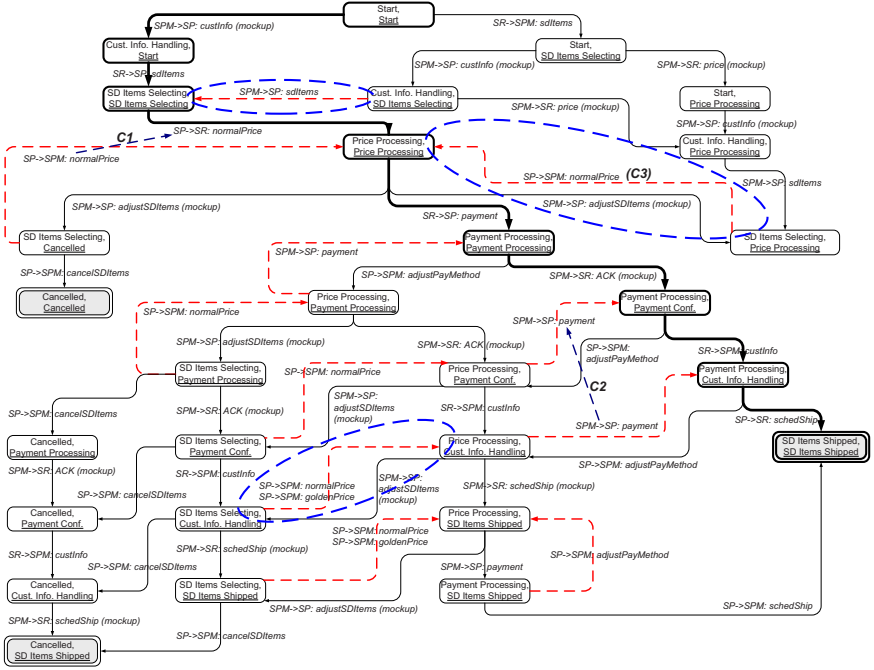 Start,
Start
SPM->SP: custInfo (mockup)
SR->SPM: sdItems
Cust. Info. Handling,
Start
Start,
SD Items Selecting
SR->SP: sdItems
SPM->SP: custInfo (mockup)
SR->SPM: price (mockup)
SD Items Selecting,
SD Items Selecting
SPM->SP: sdItems
Cust. Info. Handling,
SD Items Selecting
Start,
Price Processing
SPM->SR: price (mockup)
SPM->SP: custInfo (mockup)
C1
SP->SR: normalPrice
SP->SPM: normalPrice
Price Processing,
Price Processing
Cust. Info. Handling,
Price Processing
SP->SPM: normalPrice (C3)
SP->SPM: sdItems
SPM->SP: adjustSDItems (mockup)
SPM->SP: adjustSDItems (mockup)
SR->SP: payment
SD Items Selecting,
Cancelled
Payment Processing,
Payment Processing
SD Items Selecting,
Price Processing
SPM->SP: payment
SP->SPM: cancelSDItems
SP->SPM: adjustPayMethod
SPM->SR: ACK (mockup)
Cancelled,
Cancelled
Price Processing,
Payment Processing
Payment Processing,
Payment Conf.
SP->SPM: normalPrice
SPM->SP: payment
SPM->SP: adjustSDItems (mockup)
SPM->SR: ACK (mockup)
SP->SPM:
adjustPayMethod
SR->SP: custInfo
SD Items Selecting,
Payment Processing
SP->SPM: normalPrice
Price Processing,
Payment Conf.
C2
Payment Processing,
Cust. Info. Handling
SP->SPM: cancelSDItems
SPM->SR: ACK (mockup)
SPM->SP:
adjustSDItems
(mockup)
SR->SP: custInfo
SPM->SP: payment
SP->SR: schedShip
Cancelled,
Payment Processing
SD Items Selecting,
Payment Conf.
Price Processing,
Cust. Info. Handling
SD Items Shipped,
SD Items Shipped
SPM->SR: ACK (mockup)
SR->SP: custInfo
SP->SPM: adjustPayMethod
SP->SPM: cancelSDItems
SP->SPM: normalPrice
SP->SPM: goldenPrice
SPM->SP:
adjustSDItems
(mockup)
SPM->SR: schedShip (mockup)
Cancelled,
Payment Conf.
SD Items Selecting,
Cust. Info. Handling
Price Processing,
SD Items Shipped
SP->SPM: normalPrice
SP->SPM: goldenPrice
SR->SPM: custInfo
SPM->SR: schedShip (mockup)
SP->SPM: adjustPayMethod
SP->SPM: cancelSDItems
SPM->SP: payment
Cancelled,
Cust. Info. Handling
SD Items Selecting,
SD Items Shipped
Payment Processing,
SD Items Shipped
SPM->SP: adjustSDItems (mockup)
SP->SPM: schedShip
SPM->SR: schedShip (mockup)
SP->SPM: cancelSDItems
Cancelled,
SD Items Shipped